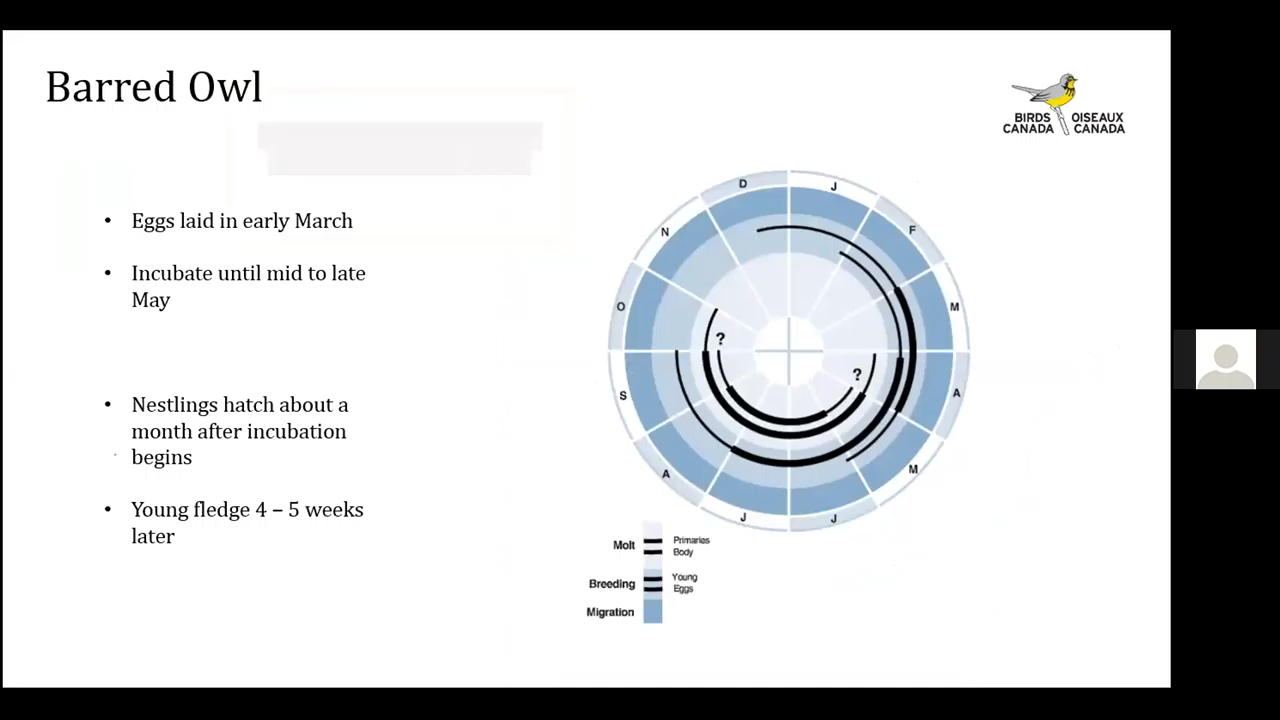 Barred Owl
BIRDS OISEAUX
CANADA CANADA
• Eggs laid in early March
• Incubate until mid to late
May
• Nestlings hatch about a
month after incubation
begins
• Young fledge 4 – 5 weeks
later
D J
N F
O M
? ?
S A
A M
J J
Molt Primaries
Body
Breeding Young
Eggs
Migration